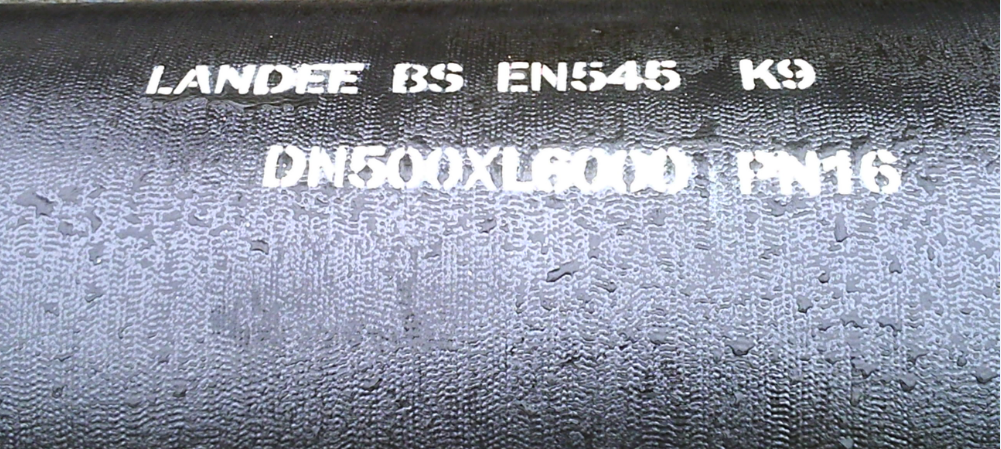 LANDEE BS EN545 K9
DN500XL6000 PN16